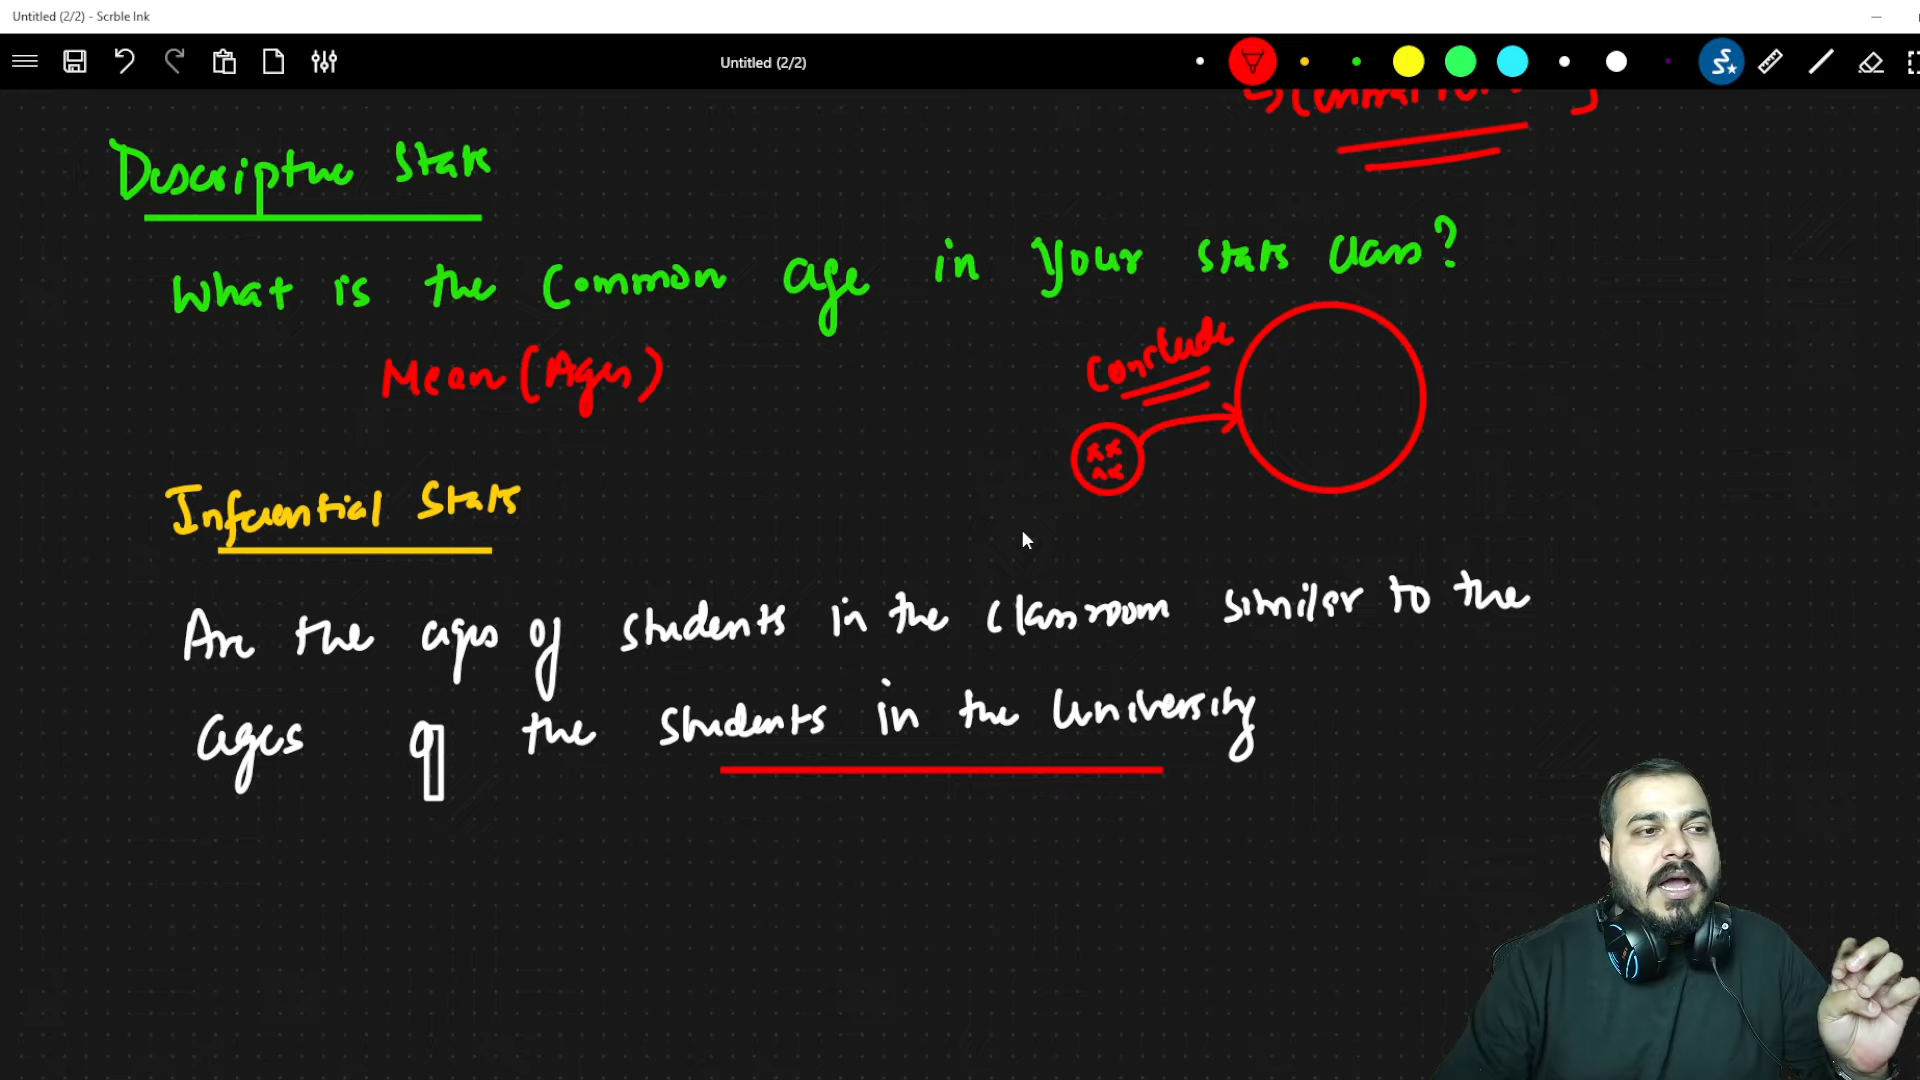 Untitled (2/2) - Scrble Ink
Untitled (2/2)
Descriptive Stats
What is the Common age in your stats class?
Conclude
Mean (Ages)
xx
xx
Inferential Stats
Are the ages of students in the classroom similar to the
ages of the students in the University